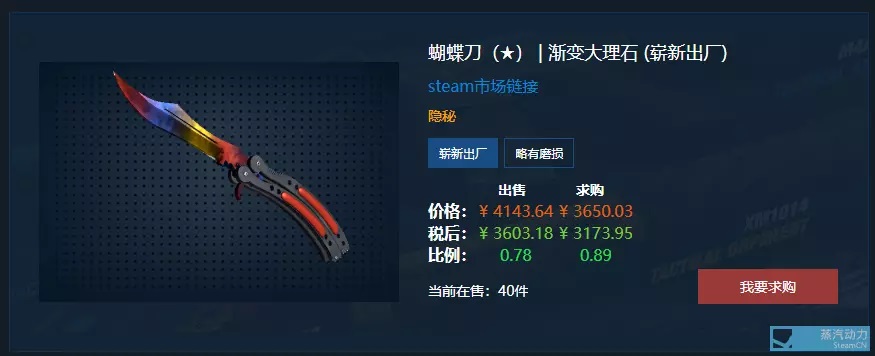 蝴蝶刀（★） | 渐变大理石 (崭新出厂)
steam市场链接
隐秘
崭新出厂 略有磨损
出售 求购
价格: ¥ 4143.64 ¥ 3650.03
税后: ¥ 3603.18 ¥ 3173.95
比例: 0.78 0.89
XM1014
TACTICAL EQUIPMENT
当前在售: 40件
我要求购
蒸汽动力
SteamCN